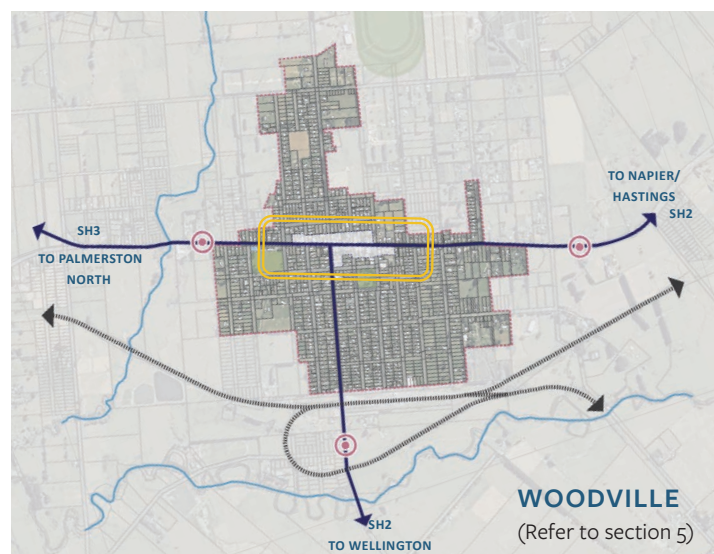 TO NAPIER/
HASTINGS
SH2
SH3
TO PALMERSTON
NORTH
WOODVILLE
(Refer to section 5)
SH2
TO WELLINGTON